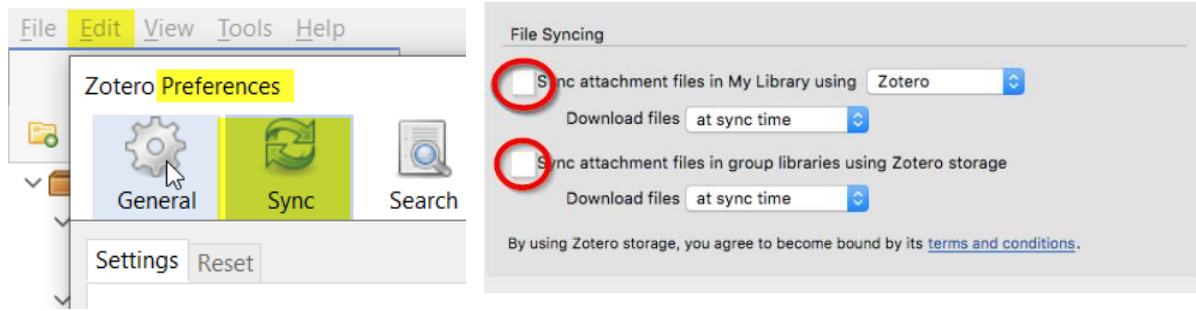 File Edit View Tools Help
Zotero Preferences
General Sync Search
Settings Reset
File Syncing
Sync attachment files in My Library using Zotero
Download files at sync time
Sync attachment files in group libraries using Zotero storage
Download files at sync time
By using Zotero storage, you agree to become bound by its terms and conditions.